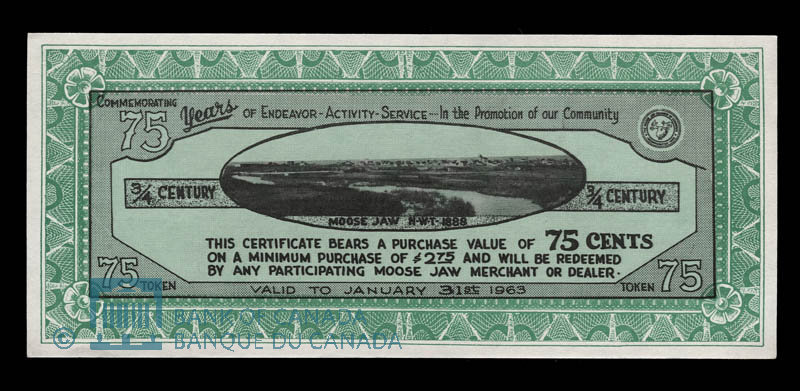 COMMEMORATING
75 Years OF ENDEAVOR-ACTIVITY-SERVICE--- In the Promotion of our Community
3/4 CENTURY
3/4 CENTURY
MOOSE JAW N.W.T. 1888
THIS CERTIFICATE BEARS A PURCHASE VALUE OF 75 CENTS
ON A MINIMUM PURCHASE OF $2.75 AND WILL BE REDEEMED
BY ANY PARTICIPATING MOOSE JAW MERCHANT OR DEALER.
75 TOKEN
TOKEN 75
VALID TO JANUARY 31st 1963
© BANK OF CANADA
BANQUE DU CANADA